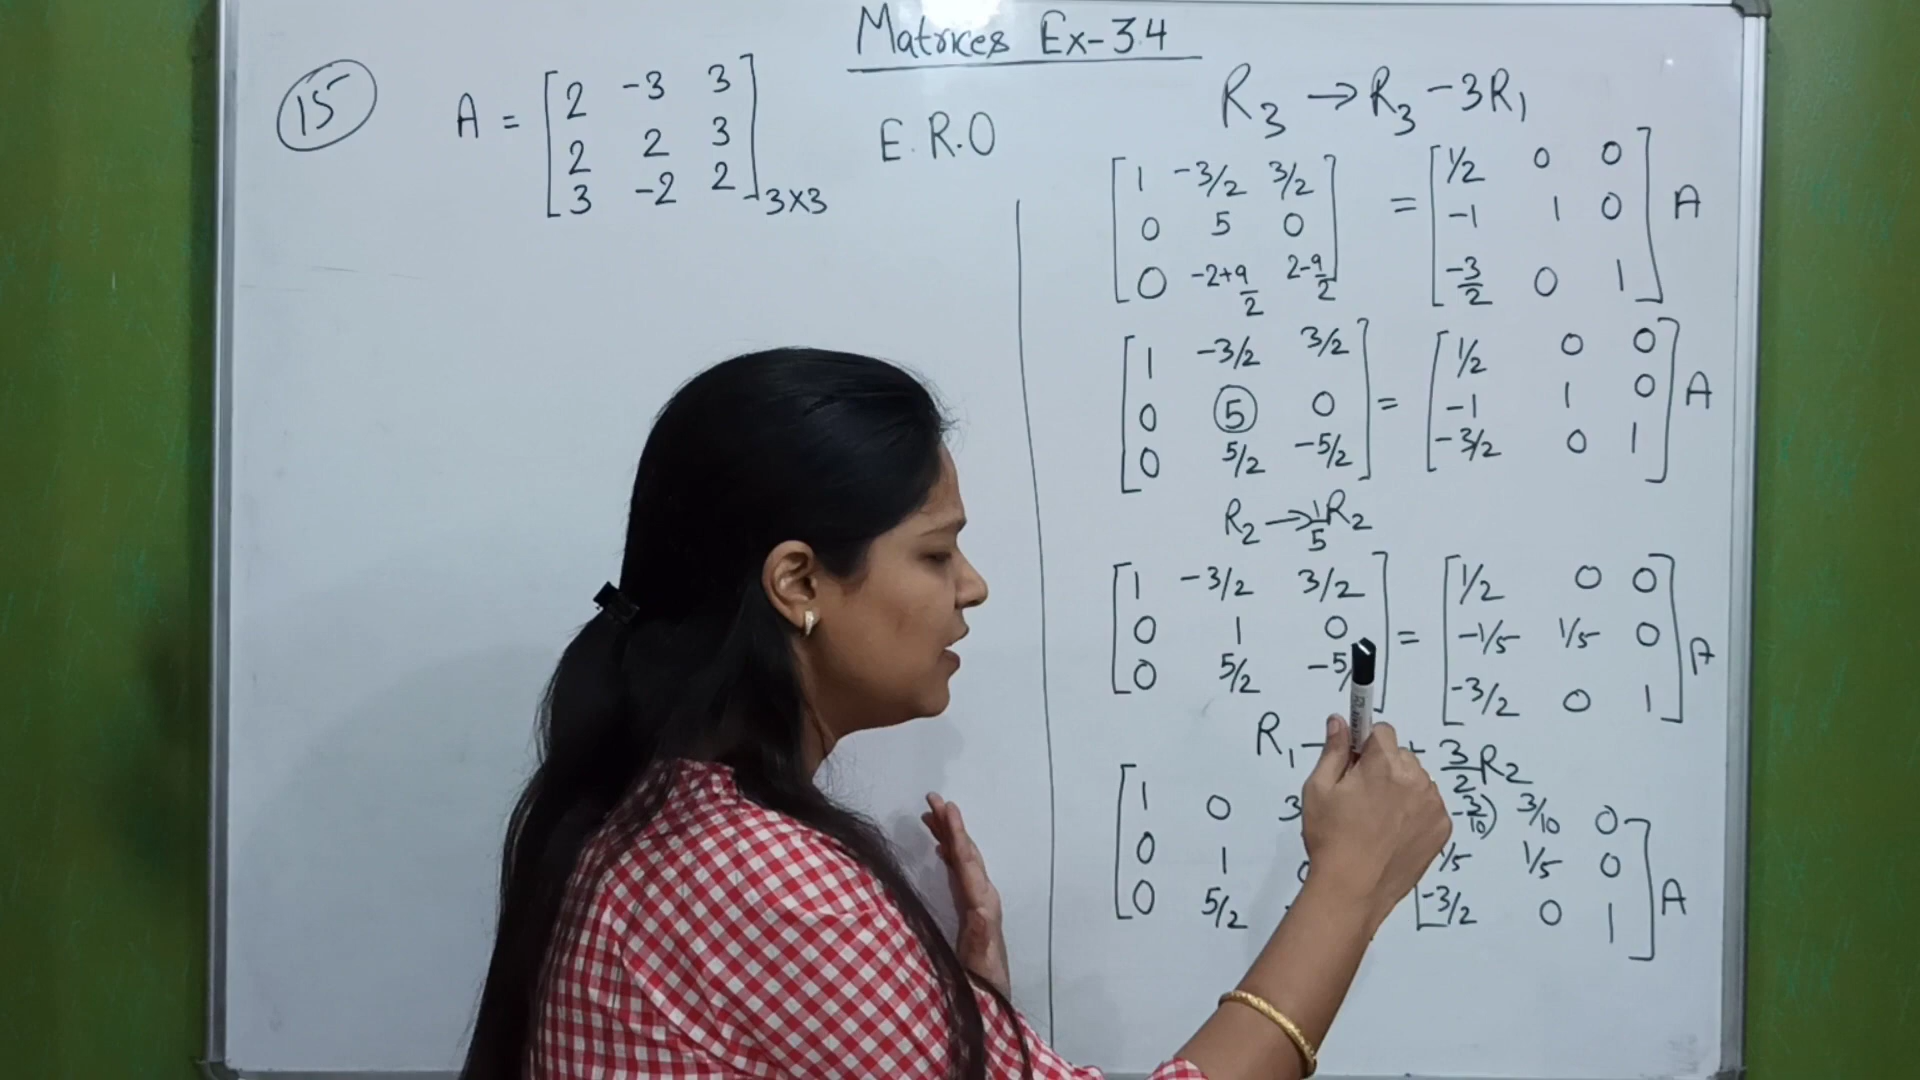 Matrices Ex-3.4
15
A = [2 -3 3
2 2 3
3 -2 2] 3×3
E.R.O
R3 → R3 - 3R1
[1 -3/2 3/2 = [1/2 0 0
0 5 0 -1 1 0
0 -2+9/2 2-9/2] -3/2 0 1] A
[1 -3/2 3/2 = [1/2 0 0
0 5 0 -1 1 0
0 5/2 -5/2] -3/2 0 1] A
R2 → 1/5 R2
[1 -3/2 3/2 = [1/2 0 0
0 1 0 -1/5 1/5 0
0 5/2 -5/ ] -3/2 0 1] A
R1 → + 3/2 R2
[1 0 3 -3/10) 3/10 0
0 1 1/5 1/5 0
0 5/2 [-3/2 0 1] A